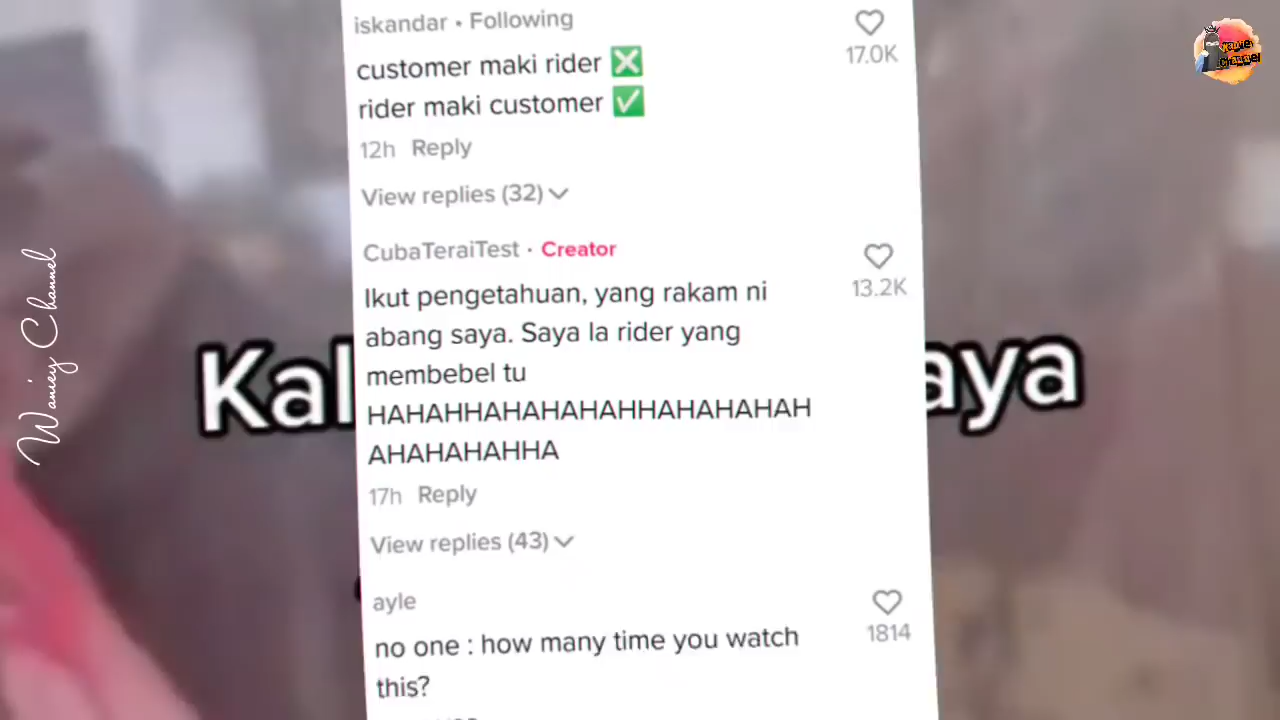 iskandar • Following
17.0K
customer maki rider ❎
rider maki customer ✅
12h Reply
View replies (32)
CubaTeraiTest · Creator
Ikut pengetahuan, yang rakam ni
13.2K
abang saya. Saya la rider yang
membebel tu
HAHAHHAHAHAHAHHAHAHAHAH
AHAHAHAHHA
17h Reply
View replies (43)
ayle
1814
no one : how many time you watch
this?
Kal
aya
Waniey Channel